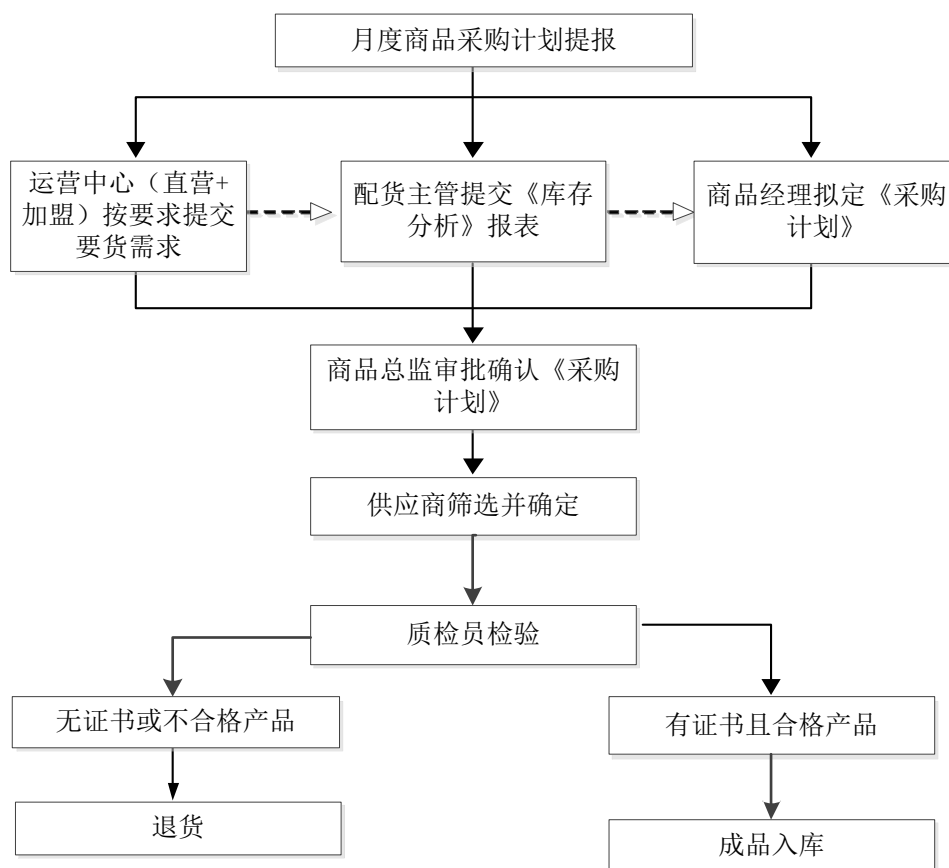 月度商品采购计划提报
运营中心（直营+
加盟）按要求提交
要货需求
配货主管提交《库存
分析》报表
商品经理拟定《采购
计划》
商品总监审批确认《采购
计划》
供应商筛选并确定
质检员检验
无证书或不合格产品
有证书且合格产品
退货
成品入库